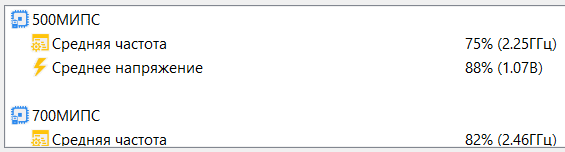 500МИПС
Средняя частота 75% (2.25ГГц)
Среднее напряжение 88% (1.07В)
700МИПС
Средняя частота 82% (2.46ГГц)